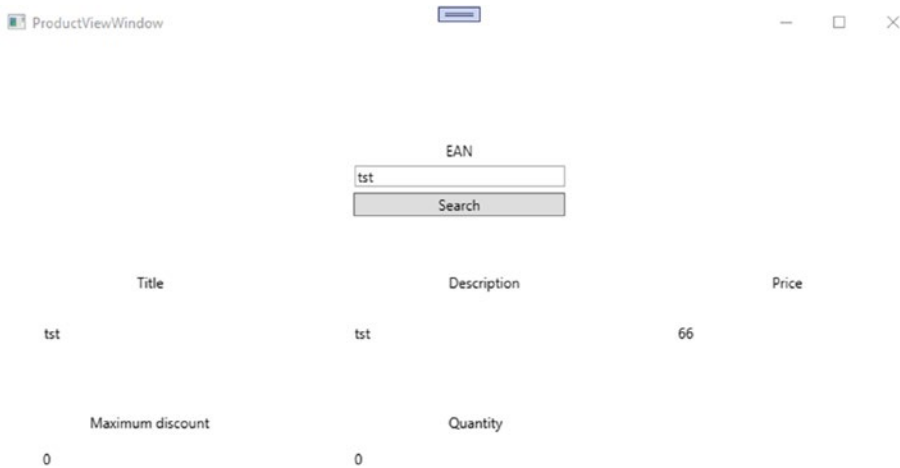 ProductViewWindow
EAN
tst
Search
Title Description Price
tst tst 66
Maximum discount Quantity
0 0